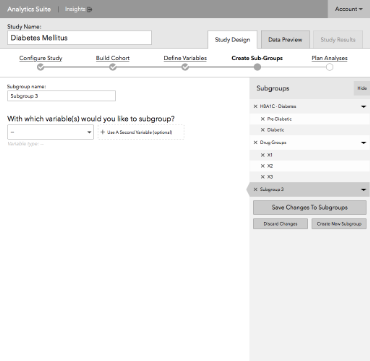 Analytics Suite Insights Account
Study Name:
Diabetes Mellitus
Study Design Data Preview Study Results
Configure Study Build Cohort Define Variables Create Sub-Groups Plan Analyses
Subgroup name:
Subgroup 3
With which variable(s) would you like to subgroup?
-- + Use A Second Variable (optional)
Variable type: --
Subgroups Hide
× HBA1C - Diabetes
× Pre Diabetic
× Diabetic
× Drug Groups
× X1
× X2
× X3
× Subgroup 3
Save Changes To Subgroups
Discard Changes Create New Subgroup